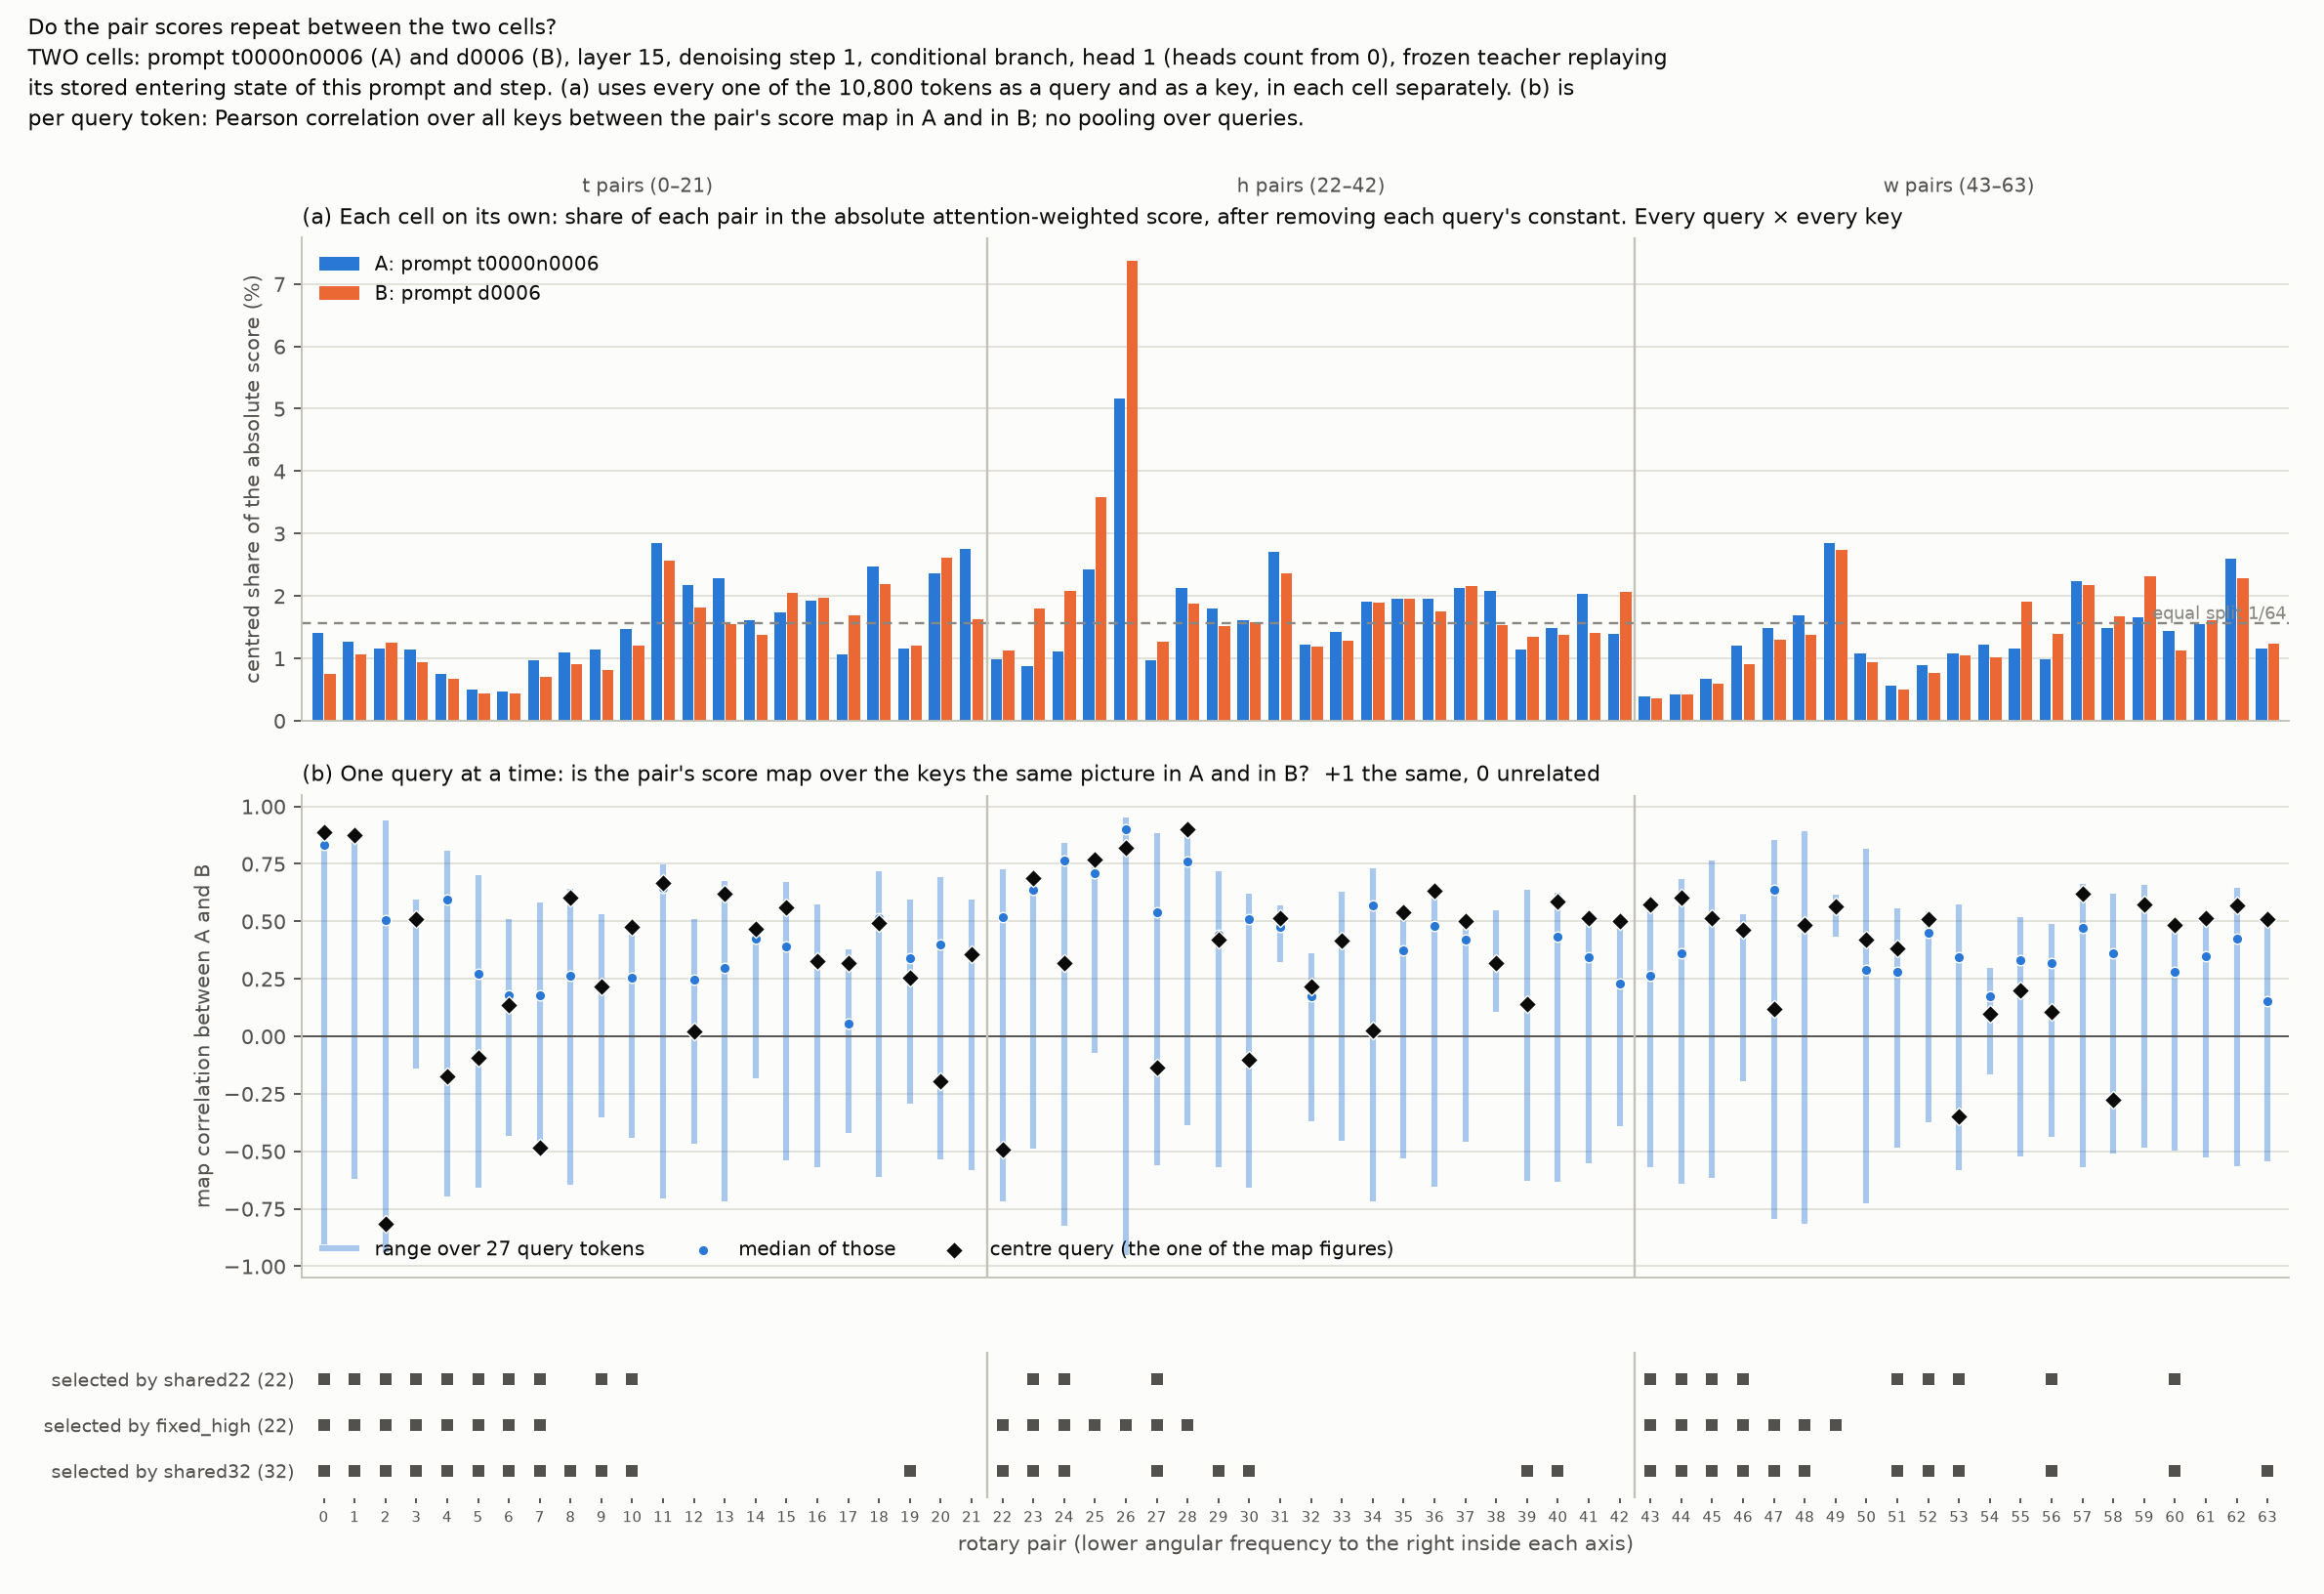 Do the pair scores repeat between the two cells?
TWO cells: prompt t0000n0006 (A) and d0006 (B), layer 15, denoising step 1, conditional branch, head 1 (heads count from 0), frozen teacher replaying
its stored entering state of this prompt and step. (a) uses every one of the 10,800 tokens as a query and as a key, in each cell separately. (b) is
per query token: Pearson correlation over all keys between the pair's score map in A and in B; no pooling over queries.
t pairs (0–21)
h pairs (22–42)
w pairs (43–63)
(a) Each cell on its own: share of each pair in the absolute attention-weighted score, after removing each query's constant. Every query × every key
centred share of the absolute score (%)
7
6
5
4
3
2
1
0
A: prompt t0000n0006
B: prompt d0006
equal split 1/64
(b) One query at a time: is the pair's score map over the keys the same picture in A and in B?  +1 the same, 0 unrelated
map correlation between A and B
1.00
0.75
0.50
0.25
0.00
−0.25
−0.50
−0.75
−1.00
range over 27 query tokens
median of those
centre query (the one of the map figures)
selected by shared22 (22)
selected by fixed_high (22)
selected by shared32 (32)
0 1 2 3 4 5 6 7 8 9 10 11 12 13 14 15 16 17 18 19 20 21 22 23 24 25 26 27 28 29 30 31 32 33 34 35 36 37 38 39 40 41 42 43 44 45 46 47 48 49 50 51 52 53 54 55 56 57 58 59 60 61 62 63
rotary pair (lower angular frequency to the right inside each axis)